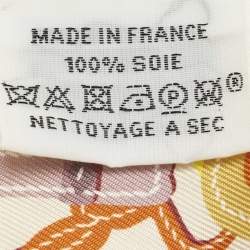 MADE IN FRANCE
100% SOIE
P ®
NETTOYAGE A SEC